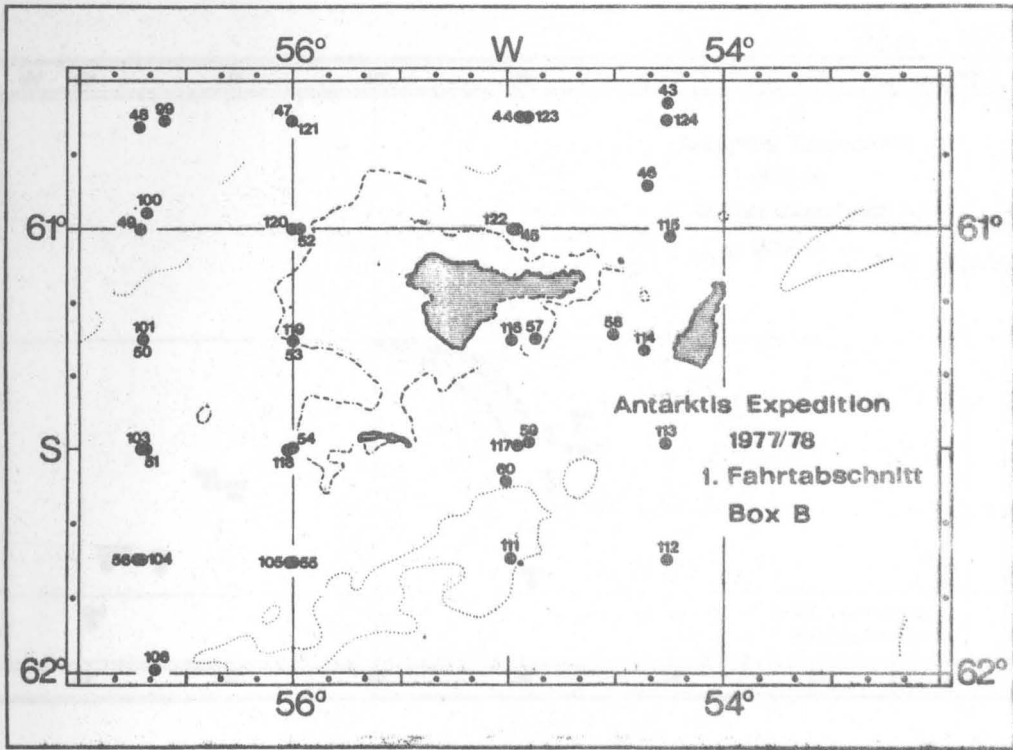 56° W 54°
43
48 99 47 121 44 123 124
46
100
49 61° 120 52 122 45 115 61°
101 119 116 57 58 114
50 53
Antarktis Expedition
1977/78
1. Fahrtabschnitt
Box B
S 103 54 59 113
51 118 117
60
56 104 105 55 111 112
62° 62°
56° 54°